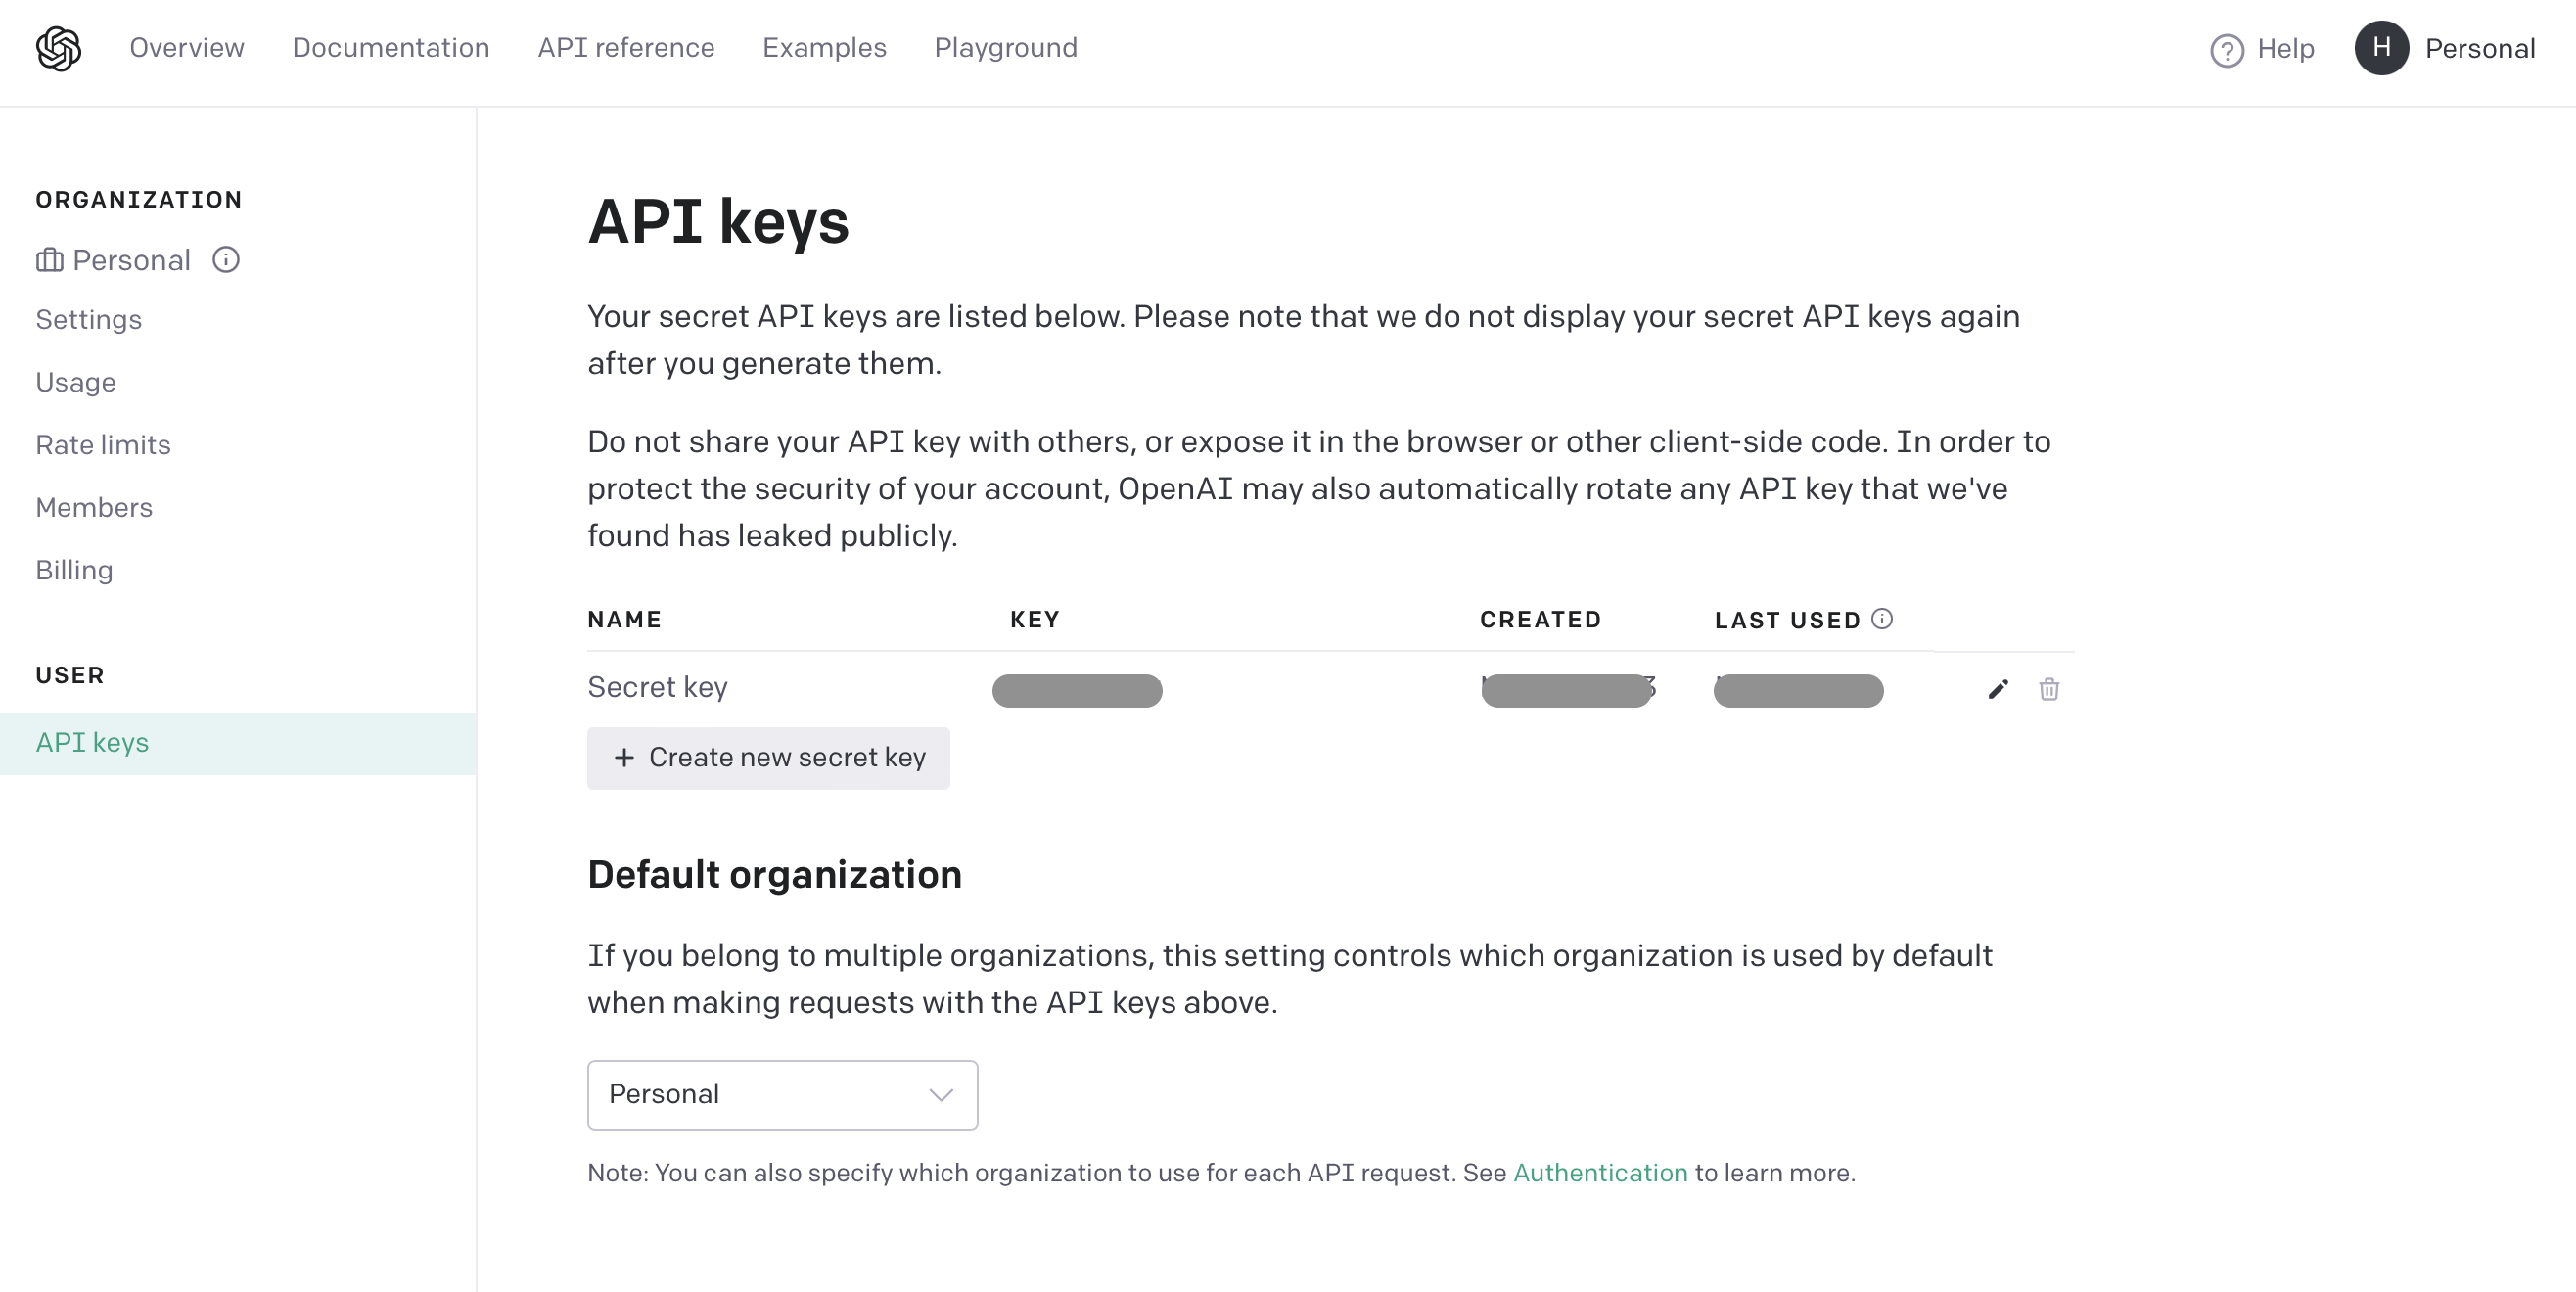 Overview Documentation API reference Examples Playground Help H Personal
ORGANIZATION
Personal
Settings
Usage
Rate limits
Members
Billing
USER
API keys
API keys
Your secret API keys are listed below. Please note that we do not display your secret API keys again
after you generate them.
Do not share your API key with others, or expose it in the browser or other client-side code. In order to
protect the security of your account, OpenAI may also automatically rotate any API key that we've
found has leaked publicly.
NAME KEY CREATED LAST USED
Secret key
+ Create new secret key
Default organization
If you belong to multiple organizations, this setting controls which organization is used by default
when making requests with the API keys above.
Personal
Note: You can also specify which organization to use for each API request. See Authentication to learn more.